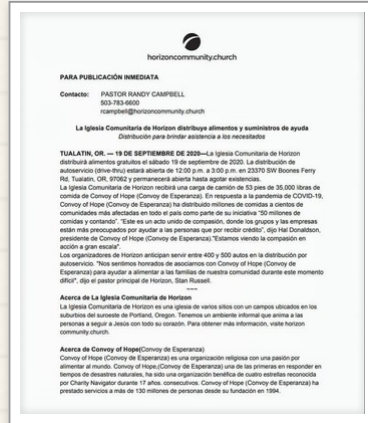 horizoncommunity.church
PARA PUBLICACIÓN INMEDIATA
Contacto: PASTOR RANDY CAMPBELL
503-783-6600
rcampbell@horizoncommunity.church
La Iglesia Comunitaria de Horizon distribuye alimentos y suministros de ayuda
Distribución para brindar asistencia a los necesitados
TUALATIN, OR. — 19 DE SEPTIEMBRE DE 2020—La Iglesia Comunitaria de Horizon
distribuirá alimentos gratuitos el sábado 19 de septiembre de 2020. La distribución de
autoservicio (drive-thru) estará abierta de 12:00 p.m. a 3:00 p.m. en 23370 SW Boones Ferry
Rd, Tualatin, OR, 97062 y permanecerá abierta hasta agotar existencias.
La Iglesia Comunitaria de Horizon recibirá una carga de camión de 53 pies de 35,000 libras de
comida de Convoy of Hope (Convoy de Esperanza). En respuesta a la pandemia de COVID-19,
Convoy of Hope (Convoy de Esperanza) ha distribuido millones de comidas a cientos de
comunidades más afectadas en todo el país como parte de su iniciativa "50 millones de
comidas y contando". "Este es un acto unido de compasión, donde los grupos y las empresas
están más preocupados por ayudar a las personas que por recibir crédito", dijo Hal Donaldson,
presidente de Convoy of Hope (Convoy de Esperanza)."Estamos viendo la compasión en
acción a gran escala".
Los organizadores de Horizon anticipan servir entre 400 y 500 autos en la distribución por
autoservicio. "Nos sentimos honrados de asociarnos con Convoy of Hope (Convoy de
Esperanza) para ayudar a alimentar a las familias de nuestra comunidad durante este momento
difícil", dijo el pastor principal de Horizon, Stan Russell.
~~~
Acerca de La Iglesia Comunitaria de Horizon
La Iglesia Comunitaria de Horizon es una iglesia de varios sitios con un campos ubicados en los
suburbios del suroeste de Portland, Oregon. Tenemos un ambiente informal que anima a las
personas a seguir a Jesús con todo su corazón. Para obtener más información, visite horizon
community.church.
Acerca de Convoy of Hope(Convoy de Esperanza)
Convoy of Hope (Convoy de Esperanza) es una organización religiosa con una pasión por
alimentar al mundo. Convoy of Hope,(Convoy de Esperanza) una de las primeras en responder en
tiempos de desastres naturales, ha sido una organización benéfica de cuatro estrellas reconocida
por Charity Navigator durante 17 años. consecutivos. Convoy of Hope (Convoy de Esperanza) ha
prestado servicios a más de 130 millones de personas desde su fundación en 1994.